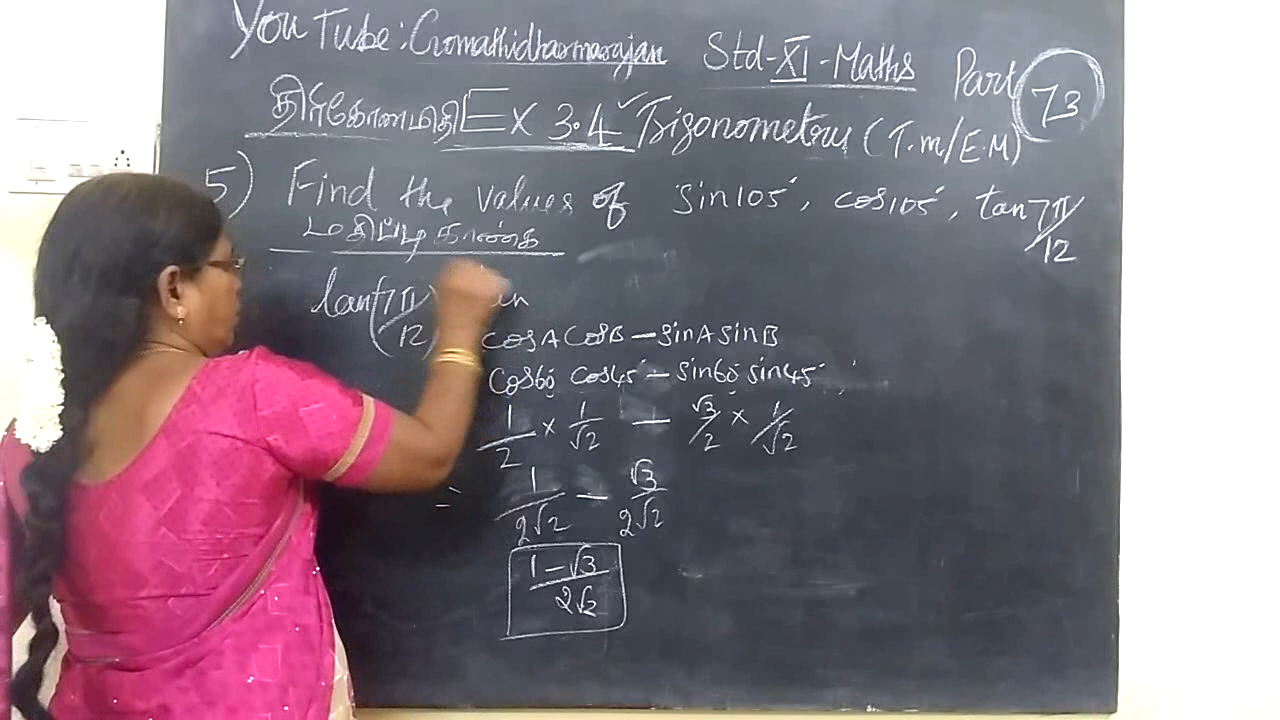 YouTube: Gomathidharmarajan Std-XI-Maths Part 73
திரிகோணமிதி Ex 3.4 Trigonometry (T.m/E.M)
5) Find the values of sin105°, cos105°, tan7π/12
மதிப்பு காண்க
tan(7π/12) tan
cosA cosB - sinA sinB
cos60° cos45° - sin60° sin45°
1/2 × 1/√2 - √3/2 × 1/√2
= 1/2√2 - √3/2√2
1-√3/2√2